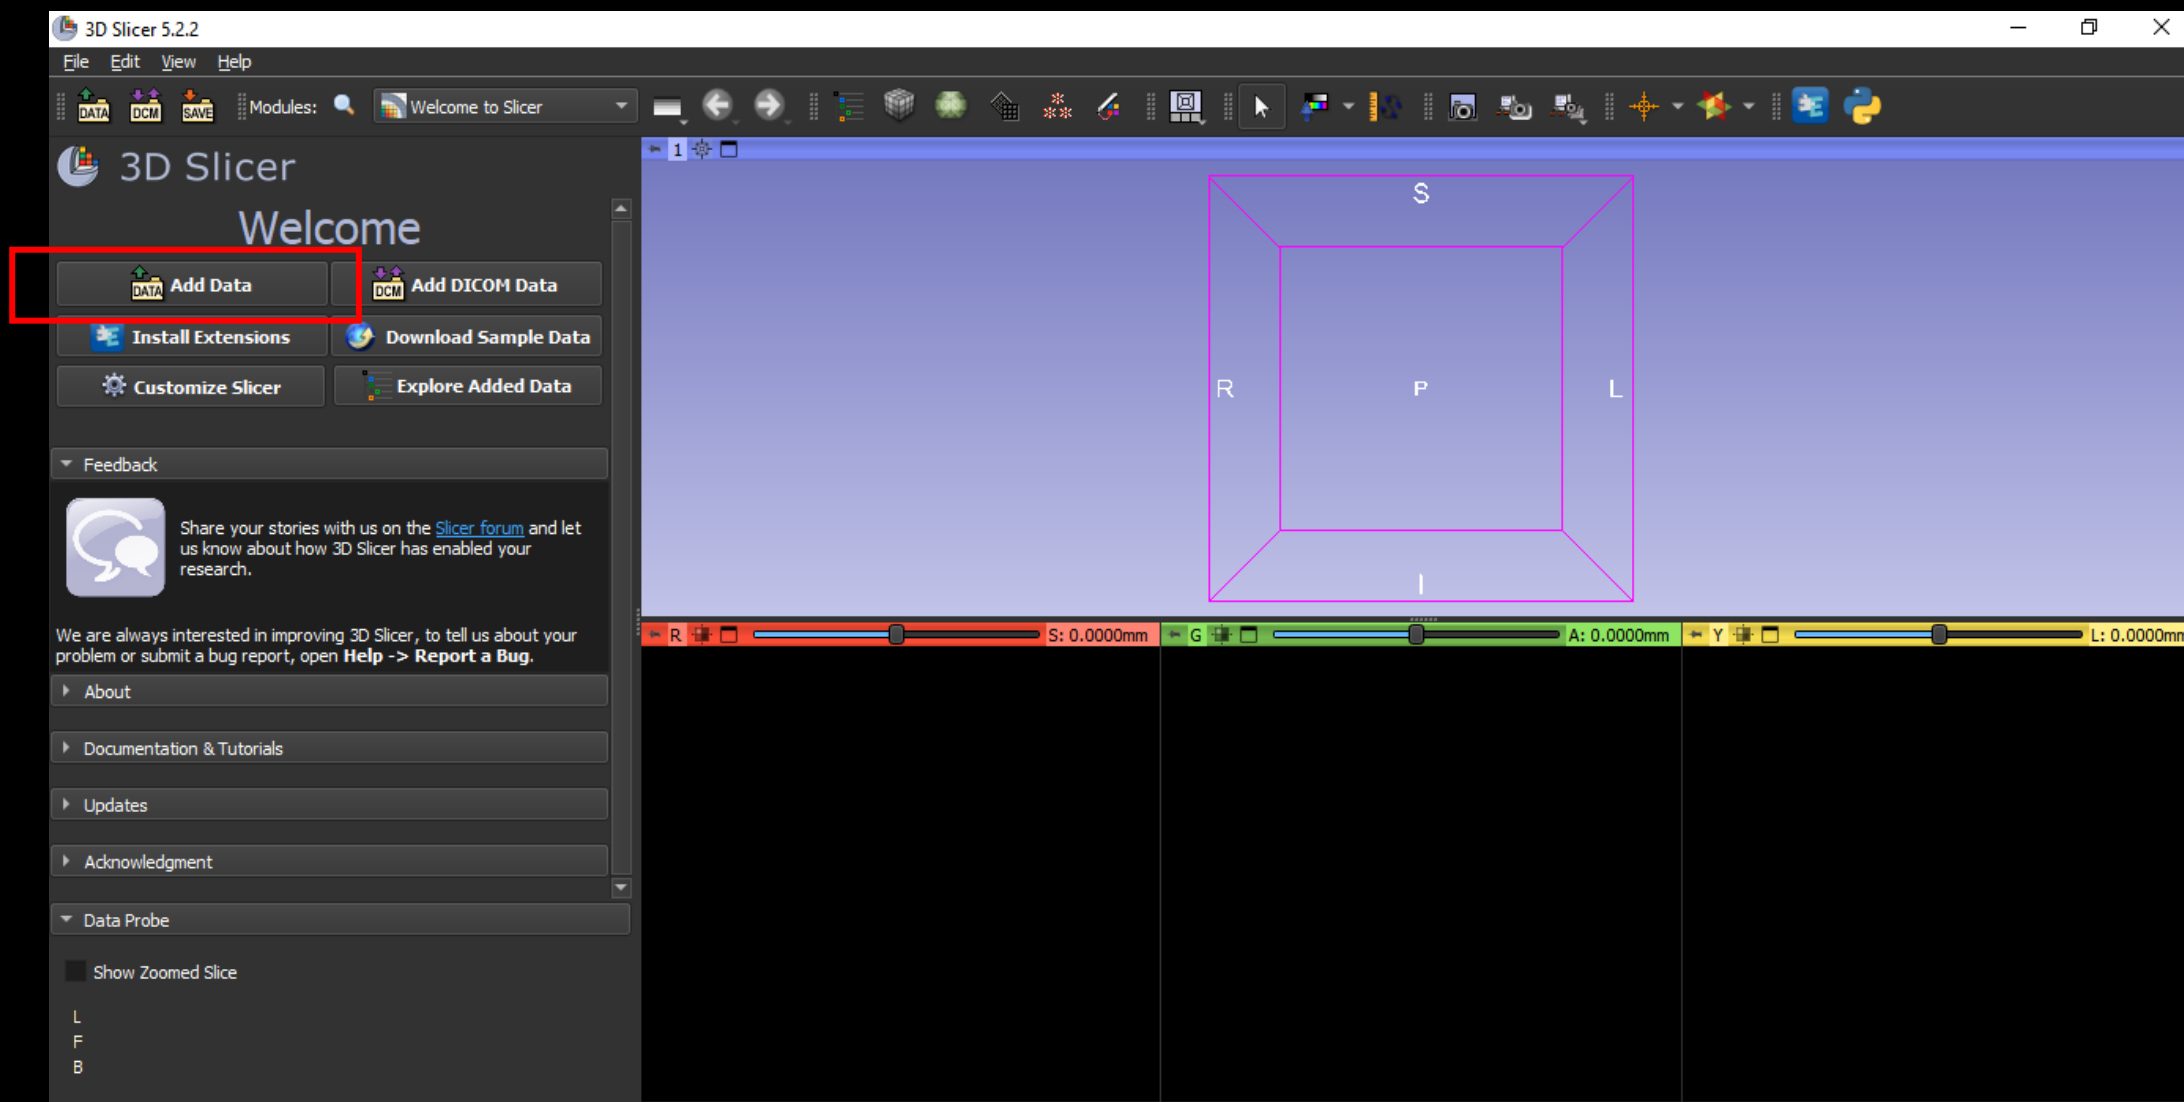 3D Slicer 5.2.2
File Edit View Help
DATA DCM SAVE Modules: Welcome to Slicer
3D Slicer
1
Welcome
DATA Add Data DCM Add DICOM Data
Install Extensions Download Sample Data
Customize Slicer Explore Added Data
Feedback
Share your stories with us on the Slicer forum and let
us know about how 3D Slicer has enabled your
research.
We are always interested in improving 3D Slicer, to tell us about your
problem or submit a bug report, open Help -> Report a Bug.
About
Documentation & Tutorials
Updates
Acknowledgment
Data Probe
Show Zoomed Slice
L
F
B
S
R P L
I
R S: 0.0000mm G A: 0.0000mm Y L: 0.0000mm